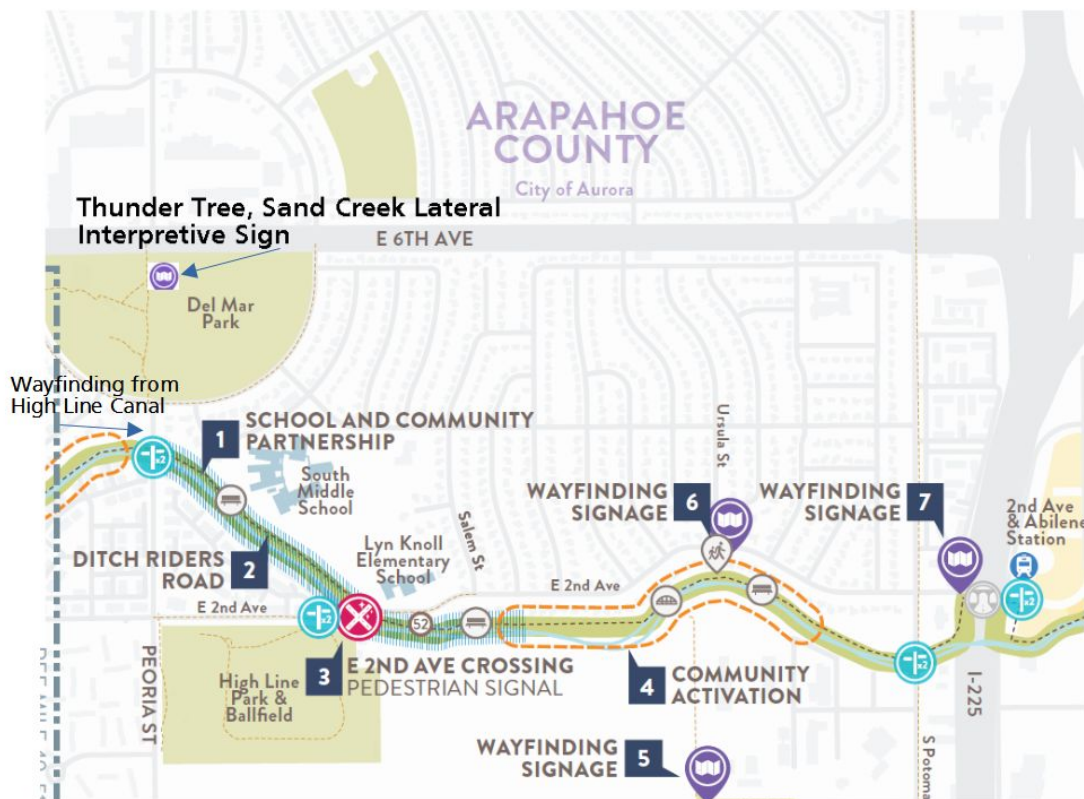 ARAPAHOE
COUNTY
City of Aurora
Thunder Tree, Sand Creek Lateral
Interpretive Sign
E 6TH AVE
Del Mar
Park
Wayfinding from
High Line Canal
x2
1
SCHOOL AND COMMUNITY
PARTNERSHIP
South
Middle
School
DITCH RIDERS
ROAD
2
Lyn Knoll
Elementary
School
Salem St
E 2nd Ave
x2
52
3
E 2ND AVE CROSSING
PEDESTRIAN SIGNAL
High Line
Park &
Ballfield
PEORIA ST
E 2nd Ave
4
COMMUNITY
ACTIVATION
WAYFINDING
SIGNAGE
5
WAYFINDING
SIGNAGE
6
Ursula St
WAYFINDING
SIGNAGE
7
2nd Ave
& Abilene
Station
x2
x2
I-225
S Potoma